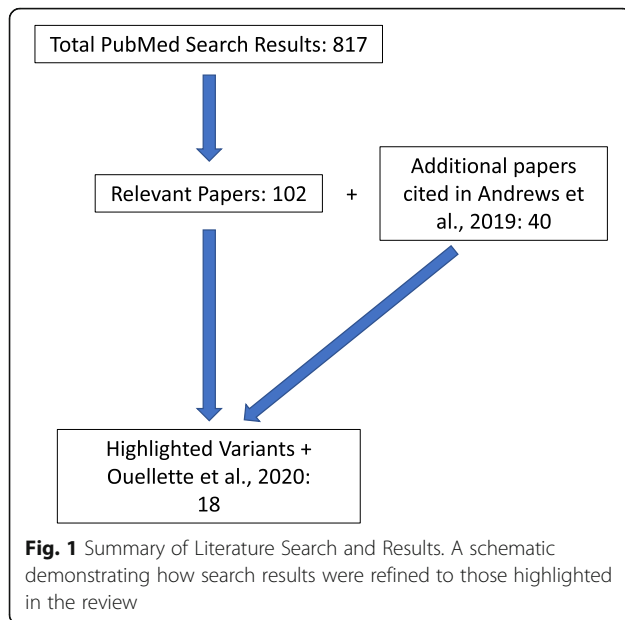 Total PubMed Search Results: 817
Relevant Papers: 102
+
Additional papers
cited in Andrews et
al., 2019: 40
Highlighted Variants +
Ouellette et al., 2020:
18
Fig. 1 Summary of Literature Search and Results. A schematic
demonstrating how search results were refined to those highlighted
in the review